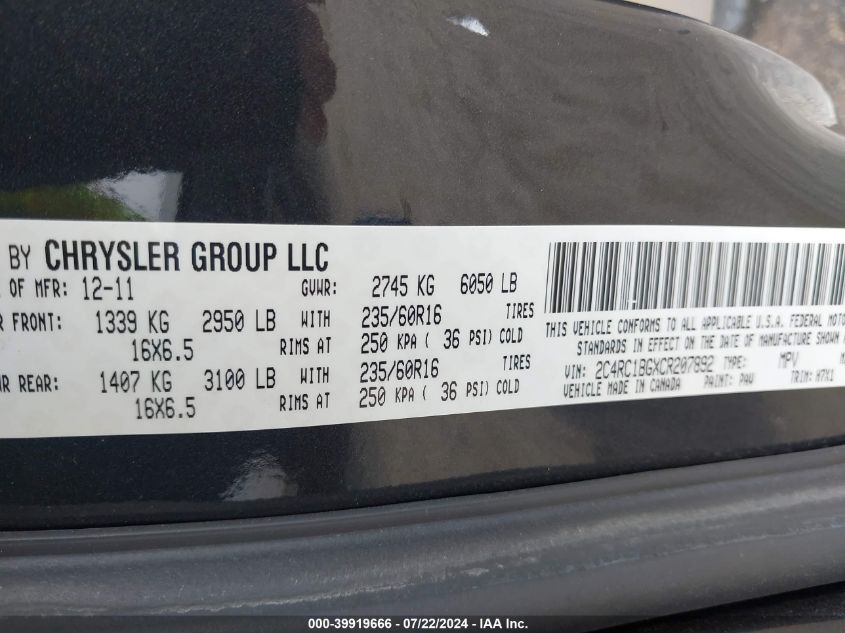 BY CHRYSLER GROUP LLC
OF MFR: 12-11 GVWR: 2745 KG 6050 LB
FRONT: 1339 KG 2950 LB WITH 235/60R16 TIRES
16X6.5 RIMS AT 250 KPA ( 36 PSI) COLD
REAR: 1407 KG 3100 LB WITH 235/60R16 TIRES
16X6.5 RIMS AT 250 KPA ( 36 PSI) COLD
THIS VEHICLE CONFORMS TO ALL APPLICABLE U.S.A. FEDERAL MOTO
STANDARDS IN EFFECT ON THE DATE OF MANUFACTURE SHOWN
VIN: 2C4RC1BGXCR207892 TYPE: MPV
VEHICLE MADE IN CANADA PAINT: PAV TRIM: M7X1
000-39919666 - 07/22/2024 - IAA Inc.